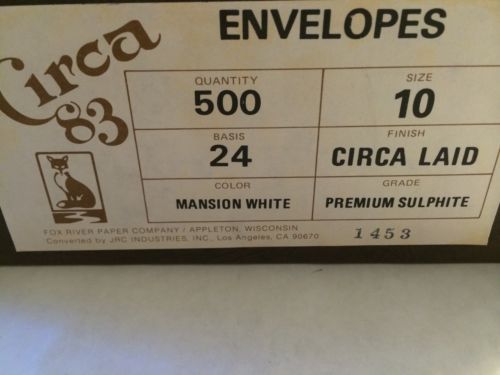 Circa
83
ENVELOPES
QUANTITY
500
SIZE
10
BASIS
24
FINISH
CIRCA LAID
COLOR
MANSION WHITE
GRADE
PREMIUM SULPHITE
FOX RIVER PAPER COMPANY / APPLETON, WISCONSIN
Converted by JRC INDUSTRIES, INC., Los Angeles, CA 90670
1453